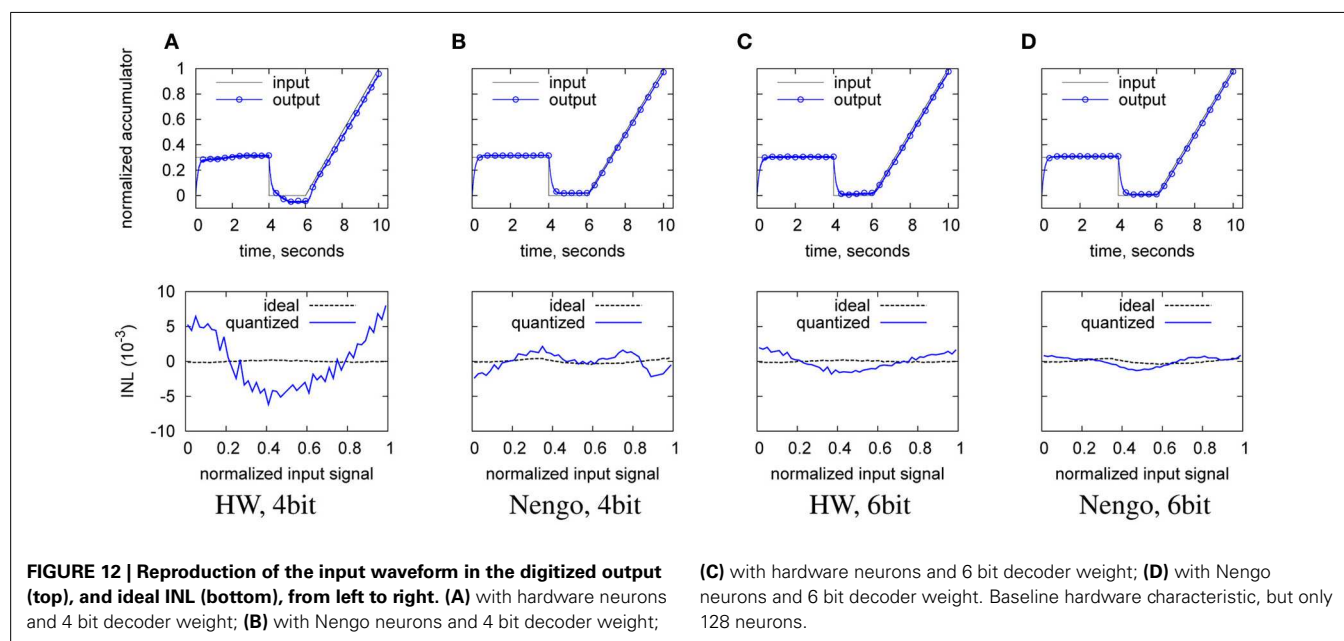 A
B
C
D
normalized accumulator
1
0.8
0.6
0.4
0.2
0
input
output
0 2 4 6 8 10
time, seconds
input
output
0 2 4 6 8 10
time, seconds
input
output
0 2 4 6 8 10
time, seconds
input
output
0 2 4 6 8 10
time, seconds
INL (10-3)
10
5
0
-5
-10
ideal
quantized
0 0.2 0.4 0.6 0.8 1
normalized input signal
HW, 4bit
ideal
quantized
0 0.2 0.4 0.6 0.8 1
normalized input signal
Nengo, 4bit
ideal
quantized
0 0.2 0.4 0.6 0.8 1
normalized input signal
HW, 6bit
ideal
quantized
0 0.2 0.4 0.6 0.8 1
normalized input signal
Nengo, 6bit
FIGURE 12 | Reproduction of the input waveform in the digitized output
(top), and ideal INL (bottom), from left to right. (A) with hardware neurons
and 4 bit decoder weight; (B) with Nengo neurons and 4 bit decoder weight;
(C) with hardware neurons and 6 bit decoder weight; (D) with Nengo
neurons and 6 bit decoder weight. Baseline hardware characteristic, but only
128 neurons.